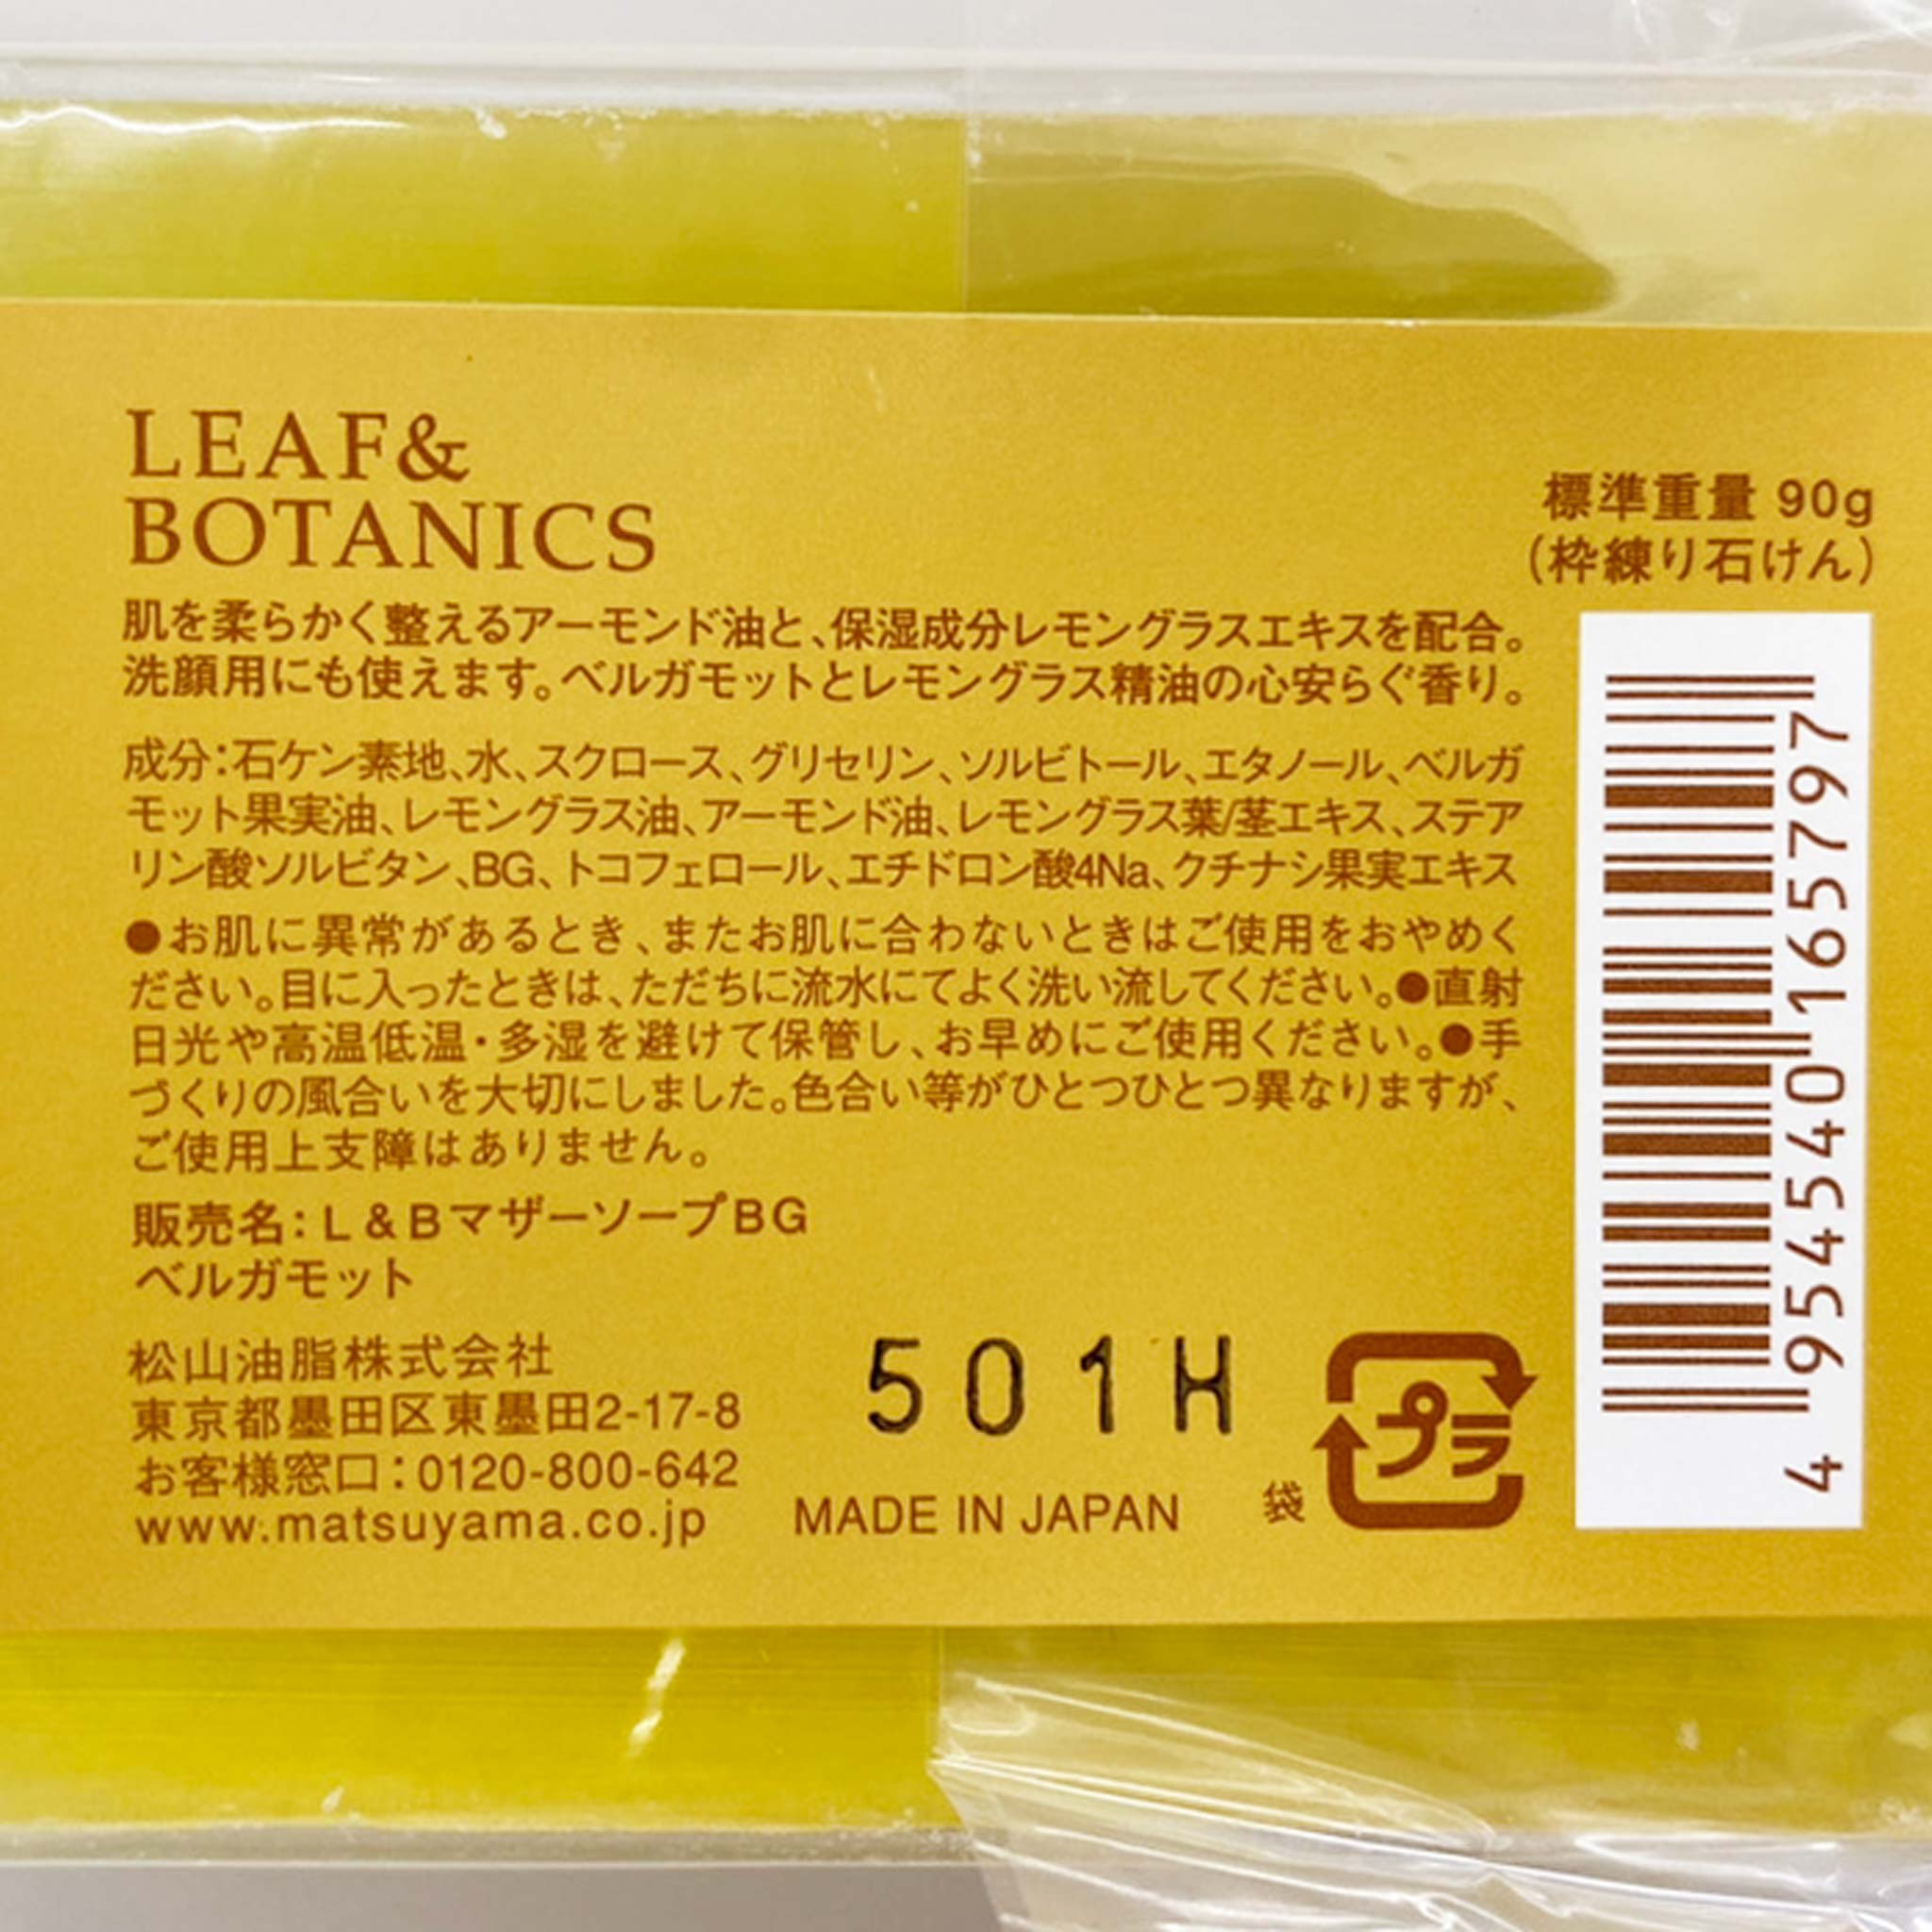 LEAF&
BOTANICS
標準重量 90g
(枠練り石けん)
肌を柔らかく整えるアーモンド油と、保湿成分レモングラスエキスを配合。
洗顔用にも使えます。ベルガモットとレモングラス精油の心安らぐ香り。
成分：石ケン素地、水、スクロース、グリセリン、ソルビトール、エタノール、ベルガ
モット果実油、レモングラス油、アーモンド油、レモングラス葉/茎エキス、ステア
リン酸ソルビタン、BG、トコフェロール、エチドロン酸4Na、クチナシ果実エキス
●お肌に異常があるとき、またお肌に合わないときはご使用をおやめく
ださい。目に入ったときは、ただちに流水にてよく洗い流してください。●直射
日光や高温低温・多湿を避けて保管し、お早めにご使用ください。●手
づくりの風合いを大切にしました。色合い等がひとつひとつ異なりますが、
ご使用上支障はありません。
販売名：L＆BマザーソープBG
ベルガモット
松山油脂株式会社
東京都墨田区東墨田2-17-8
お客様窓口：0120-800-642
www.matsuyama.co.jp
501H
MADE IN JAPAN
袋
プラ
4 954540 165797